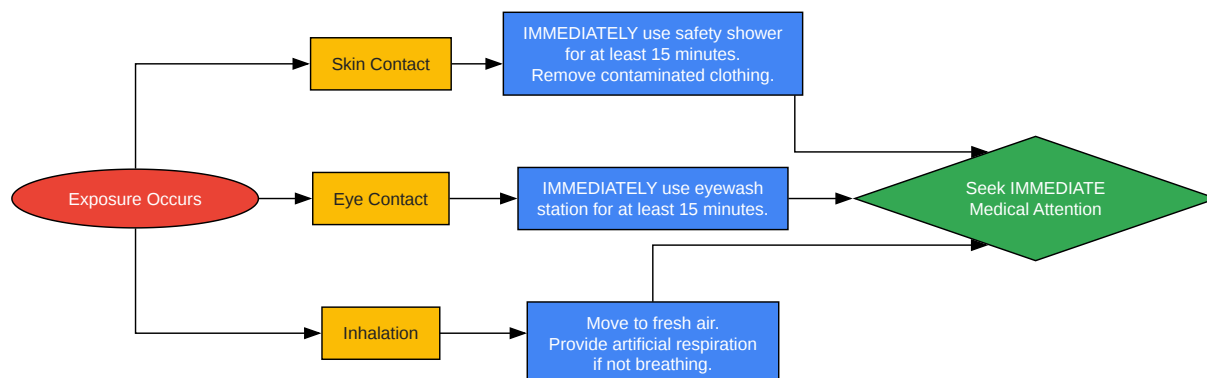 Exposure Occurs
Skin Contact
IMMEDIATELY use safety shower
for at least 15 minutes.
Remove contaminated clothing.
Eye Contact
IMMEDIATELY use eyewash
station for at least 15 minutes.
Inhalation
Move to fresh air.
Provide artificial respiration
if not breathing.
Seek IMMEDIATE
Medical Attention